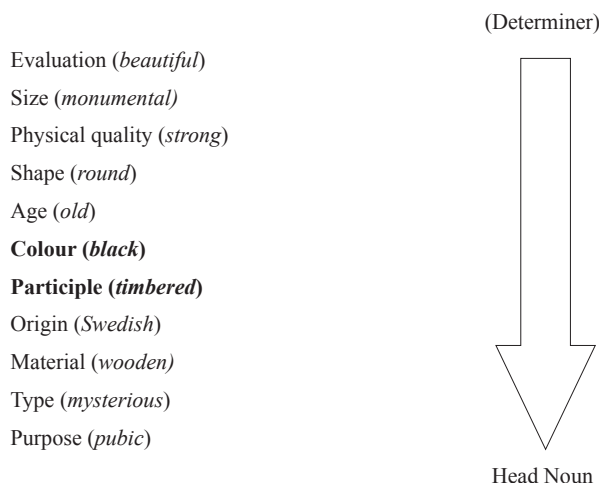 (Determiner)
Evaluation (beautiful)
Size (monumental)
Physical quality (strong)
Shape (round)
Age (old)
Colour (black)
Participle (timbered)
Origin (Swedish)
Material (wooden)
Type (mysterious)
Purpose (pubic)
Head Noun